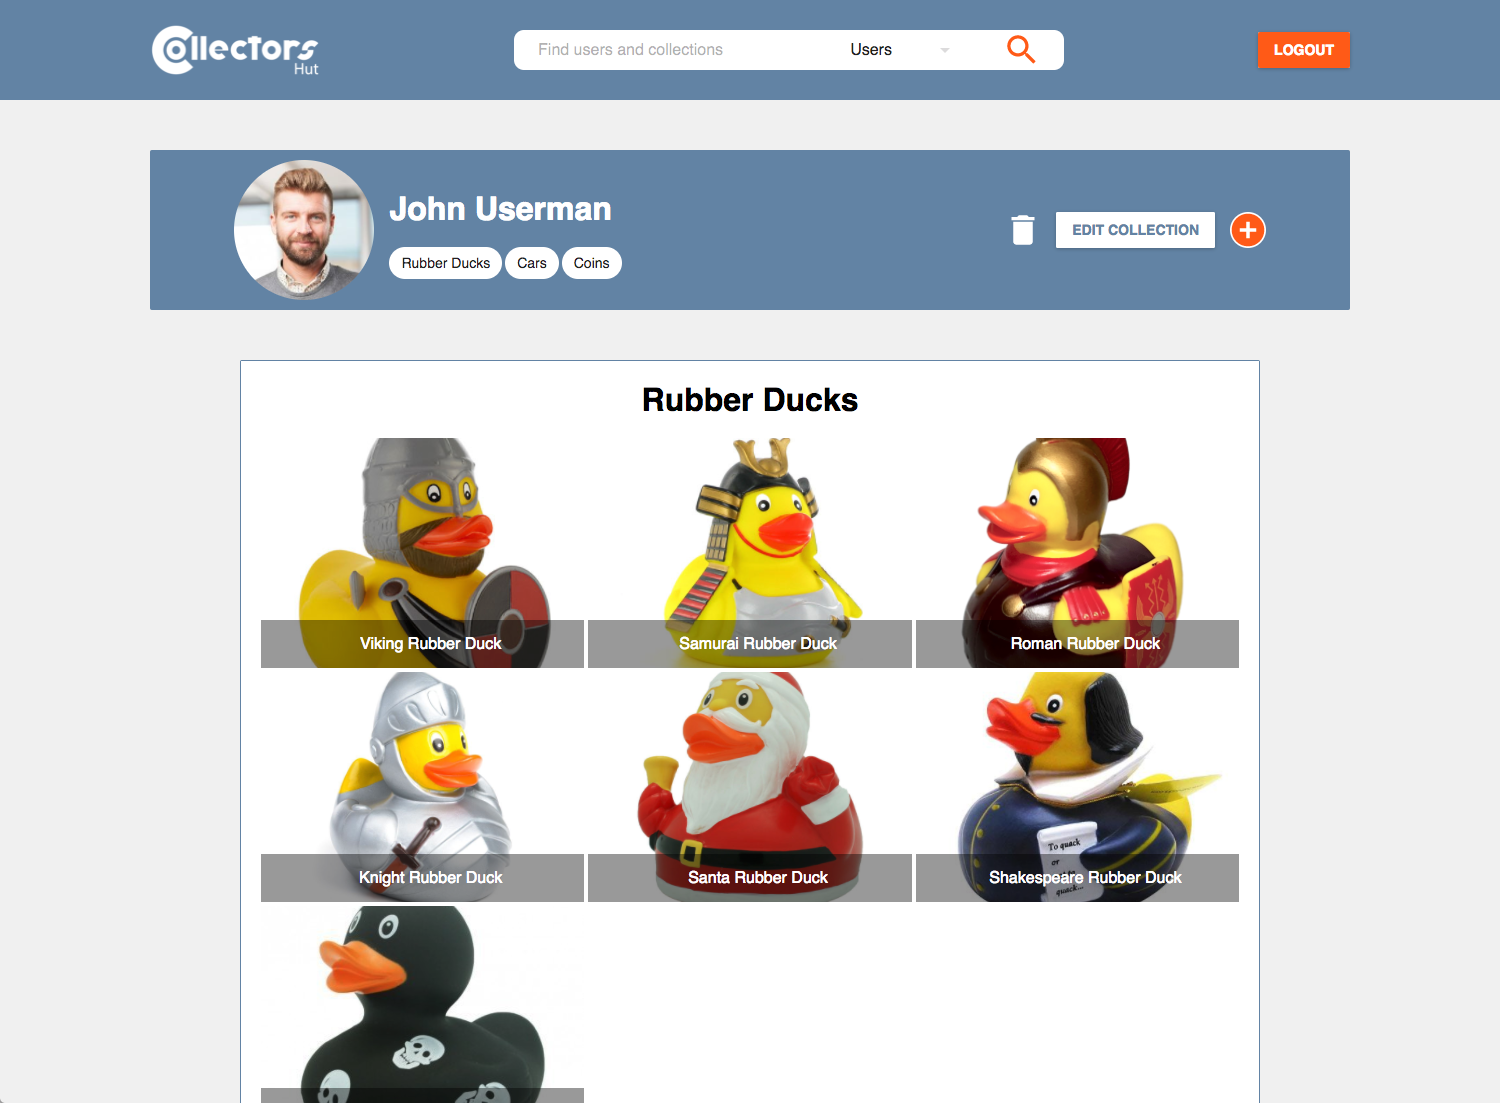 Collectors
Hut
Find users and collections
Users
LOGOUT
John Userman
EDIT COLLECTION
Rubber Ducks
Cars
Coins
Rubber Ducks
Viking Rubber Duck
Samurai Rubber Duck
Roman Rubber Duck
Knight Rubber Duck
Santa Rubber Duck
To quack
or
quack...
Shakespeare Rubber Duck